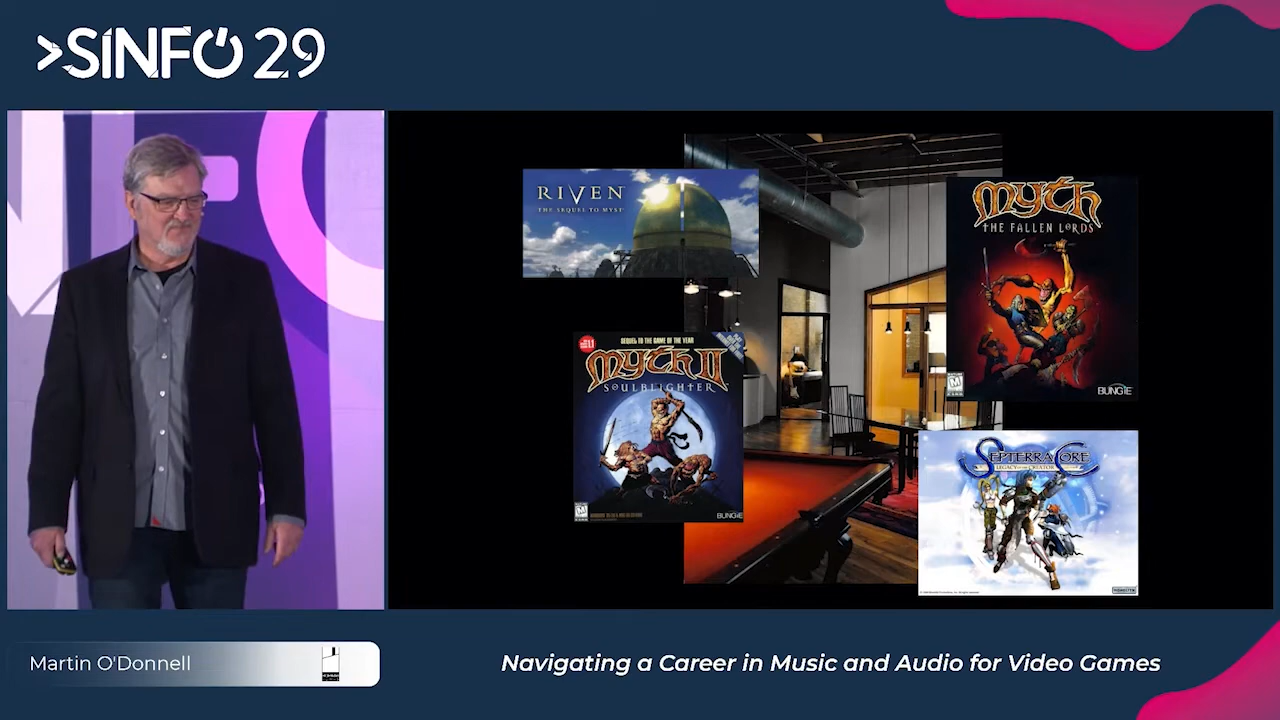 >SINFO 29
RIVEN
THE SEQUEL TO MYST
Myth
THE FALLEN LORDS
BUNGIE
SEQUEL TO THE GAME OF THE YEAR
Myth II
SOULBLIGHTER
BUNGIE
SEPTERRA CORE
LEGACY OF THE CREATOR
Martin O'Donnell
Navigating a Career in Music and Audio for Video Games